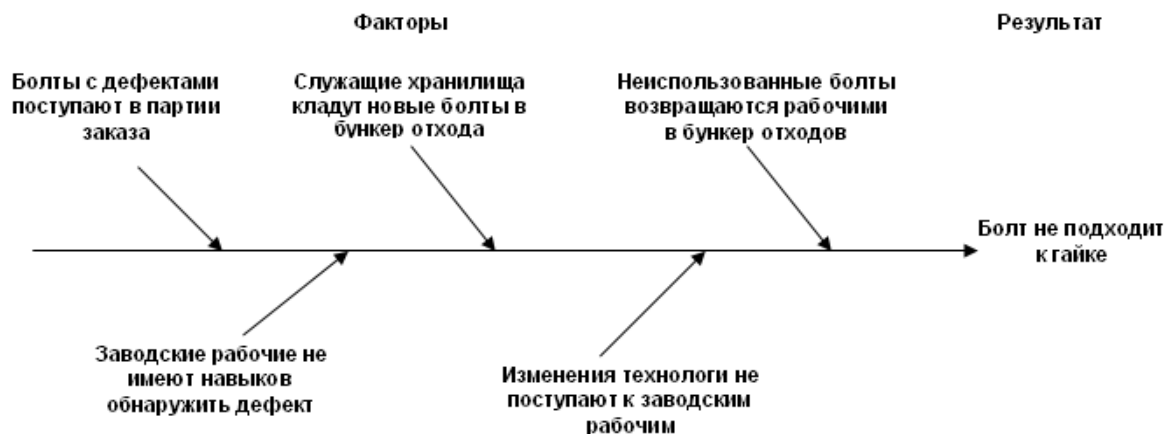 Факторы
Результат
Болты с дефектами
поступают в партии
заказа
Служащие хранилища
кладут новые болты в
бункер отхода
Неиспользованные болты
возвращаются рабочими
в бункер отходов
Болт не подходит
к гайке
Заводские рабочие не
имеют навыков
обнаружить дефект
Изменения технологи не
поступают к заводским
рабочим